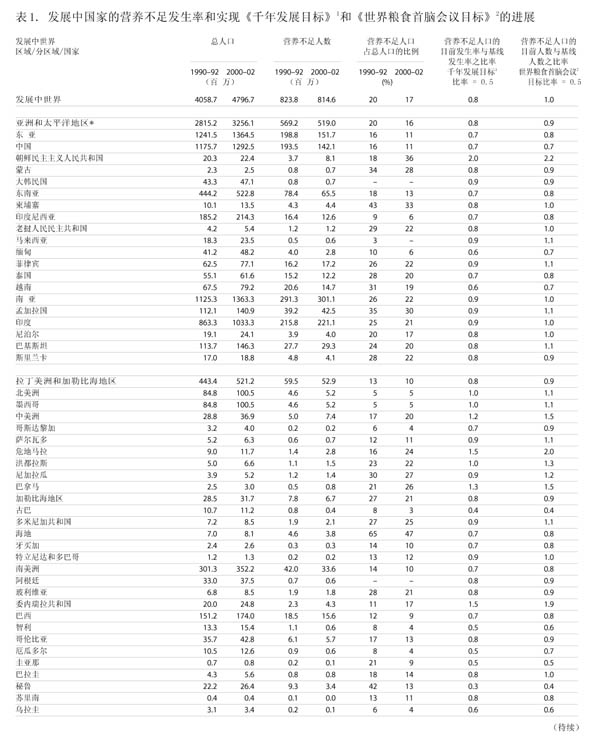 表1. 发展中国家的营养不足发生率和实现《千年发展目标》1和《世界粮食首脑会议目标》2的进展
发展中世界 总人口 营养不足人数 营养不足人口 营养不足人口的 营养不足人口的
区域/分区域/国家 占总人口的比例 目前发生率与基线 目前人数与基线
发生率之比率 人数之比率
千年发展目标1 世界粮食首脑会议2
比率 = 0.5 目标比率 = 0.5
1990–92 2000–02 1990–92 2000–02 1990–92 2000–02
(百 万) (百 万) (%)
发展中世界 4058.7 4796.7 823.8 814.6 20 17 0.8 1.0
亚洲和太平洋地区* 2815.2 3256.1 569.2 519.0 20 16 0.8 0.9
东 亚 1241.5 1364.5 198.8 151.7 16 11 0.7 0.8
中国 1175.7 1292.5 193.5 142.1 16 11 0.7 0.7
朝鲜民主主义人民共和国 20.3 22.4 3.7 8.1 18 36 2.0 2.2
蒙古 2.3 2.5 0.8 0.7 34 28 0.8 0.9
大韩民国 43.3 47.1 0.8 0.7 – – 0.9 0.9
东南亚 444.2 522.8 78.4 65.5 18 13 0.7 0.8
柬埔寨 10.1 13.5 4.3 4.4 43 33 0.8 1.0
印度尼西亚 185.2 214.3 16.4 12.6 9 6 0.7 0.8
老挝人民民主共和国 4.2 5.4 1.2 1.2 29 22 0.8 1.0
马来西亚 18.3 23.5 0.5 0.6 3 – 0.9 1.1
缅甸 41.2 48.2 4.0 2.8 10 6 0.6 0.7
菲律宾 62.5 77.1 16.2 17.2 26 22 0.9 1.1
泰国 55.1 61.6 15.2 12.2 28 20 0.7 0.8
越南 67.5 79.2 20.6 14.7 31 19 0.6 0.7
南 亚 1125.3 1363.3 291.3 301.1 26 22 0.9 1.0
孟加拉国 112.1 140.9 39.2 42.5 35 30 0.9 1.1
印度 863.3 1033.3 215.8 221.1 25 21 0.9 1.0
尼泊尔 19.1 24.1 3.9 4.0 20 17 0.8 1.0
巴基斯坦 113.7 146.3 27.7 29.3 24 20 0.8 1.1
斯里兰卡 17.0 18.8 4.8 4.1 28 22 0.8 0.9
拉丁美洲和加勒比海地区 443.4 521.2 59.5 52.9 13 10 0.8 0.9
北美洲 84.8 100.5 4.6 5.2 5 5 1.0 1.1
墨西哥 84.8 100.5 4.6 5.2 5 5 1.0 1.1
中美洲 28.8 36.9 5.0 7.4 17 20 1.2 1.5
哥斯达黎加 3.2 4.0 0.2 0.2 6 4 0.7 0.9
萨尔瓦多 5.2 6.3 0.6 0.7 12 11 0.9 1.1
危地马拉 9.0 11.7 1.4 2.8 16 24 1.5 2.0
洪都拉斯 5.0 6.6 1.1 1.5 23 22 1.0 1.3
尼加拉瓜 3.9 5.2 1.2 1.4 30 27 0.9 1.2
巴拿马 2.5 3.0 0.5 0.8 21 26 1.3 1.5
加勒比海地区 28.5 31.7 7.8 6.7 27 21 0.8 0.9
古巴 10.7 11.2 0.8 0.4 8 3 0.4 0.4
多米尼加共和国 7.2 8.5 1.9 2.1 27 25 0.9 1.1
海地 7.0 8.1 4.6 3.8 65 47 0.7 0.8
牙买加 2.4 2.6 0.3 0.3 14 10 0.7 0.8
特立尼达和多巴哥 1.2 1.3 0.2 0.2 13 12 0.9 1.0
南美洲 301.3 352.2 42.0 33.6 14 10 0.7 0.8
阿根廷 33.0 37.5 0.7 0.6 – – 0.8 0.9
玻利维亚 6.8 8.5 1.9 1.8 28 21 0.8 0.9
委内瑞拉共和国 20.0 24.8 2.3 4.3 11 17 1.5 1.9
巴西 151.2 174.0 18.5 15.6 12 9 0.7 0.8
智利 13.3 15.4 1.1 0.6 8 4 0.5 0.6
哥伦比亚 35.7 42.8 6.1 5.7 17 13 0.8 0.9
厄瓜多尔 10.5 12.6 0.9 0.6 8 4 0.5 0.7
圭亚那 0.7 0.8 0.2 0.1 21 9 0.5 0.5
巴拉圭 4.3 5.6 0.8 0.8 18 14 0.8 1.0
秘鲁 22.2 26.4 9.3 3.4 42 13 0.3 0.4
苏里南 0.4 0.4 0.1 0.0 13 11 0.8 0.8
乌拉圭 3.1 3.4 0.2 0.1 6 4 0.6 0.6
(待续)